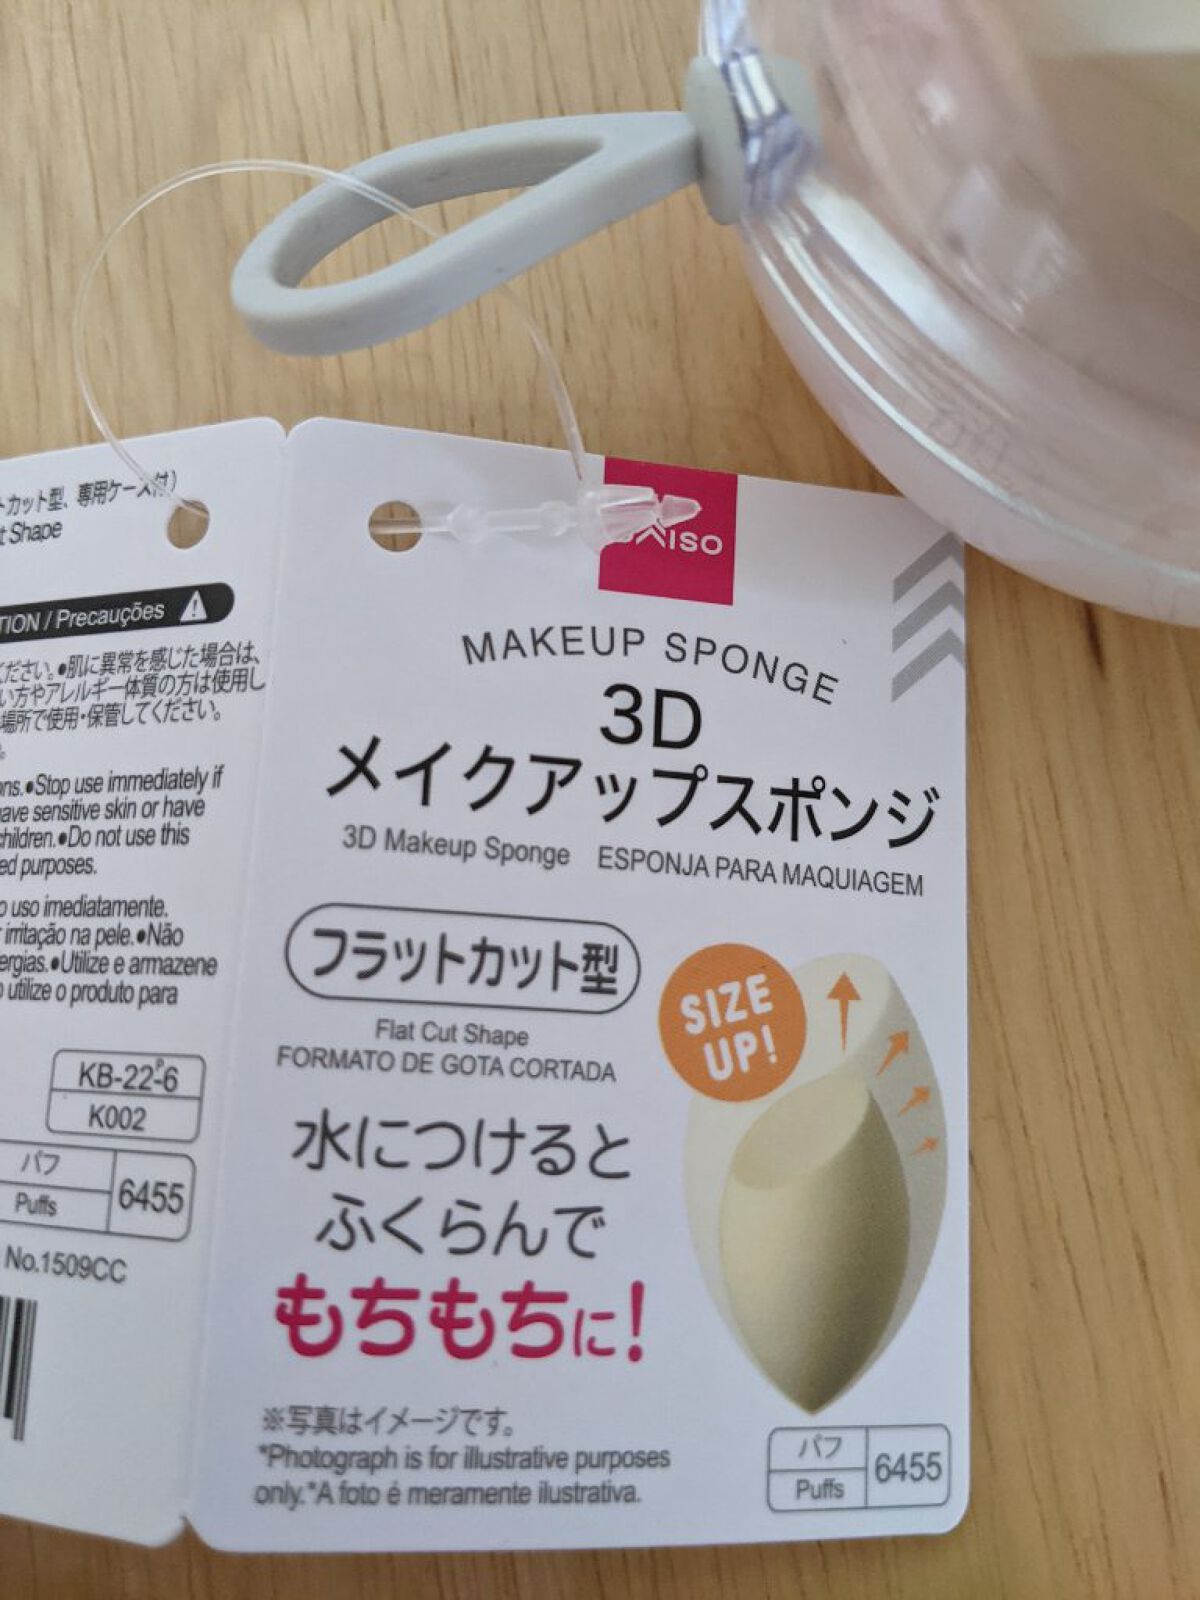 トカット型、専用ケース付)
t Shape
TION / Precauções
ください。●肌に異常を感じた場合は、
い方やアレルギー体質の方は使用し
場所で使用・保管してください。
ons.●Stop use immediately if
have sensitive skin or have
children.●Do not use this
ed purposes.
o uso imediatamente.
r irritação na pele.●Não
ergias.●Utilize e armazene
o utilize o produto para
KB-22-6
P
K002
パフ
Puffs
6455
No.1509CC
DAISO
MAKEUP SPONGE
3D
メイクアップスポンジ
3D Makeup Sponge ESPONJA PARA MAQUIAGEM
フラットカット型
Flat Cut Shape
FORMATO DE GOTA CORTADA
SIZE
UP!
水につけると
ふくらんで
もちもちに!
※写真はイメージです。
*Photograph is for illustrative purposes
only.*A foto é meramente ilustrativa.
パフ
Puffs
6455